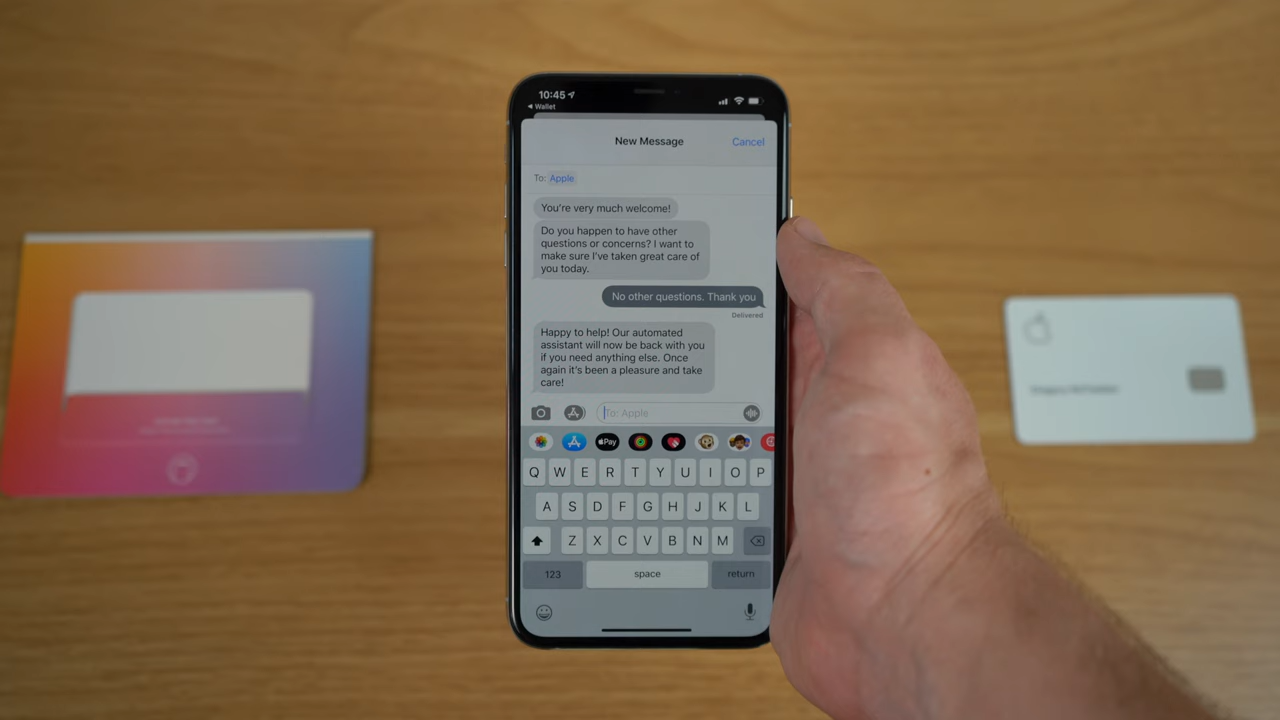 10:45
Wallet
New Message
Cancel
To: Apple
You're very much welcome!
Do you happen to have other
questions or concerns? I want to
make sure I've taken great care of
you today.
No other questions. Thank you
Delivered
Happy to help! Our automated
assistant will now be back with you
if you need anything else. Once
again it's been a pleasure and take
care!
To: Apple
Pay
Q W E R T Y U I O P
A S D F G H J K L
Z X C V B N M
123
space
return